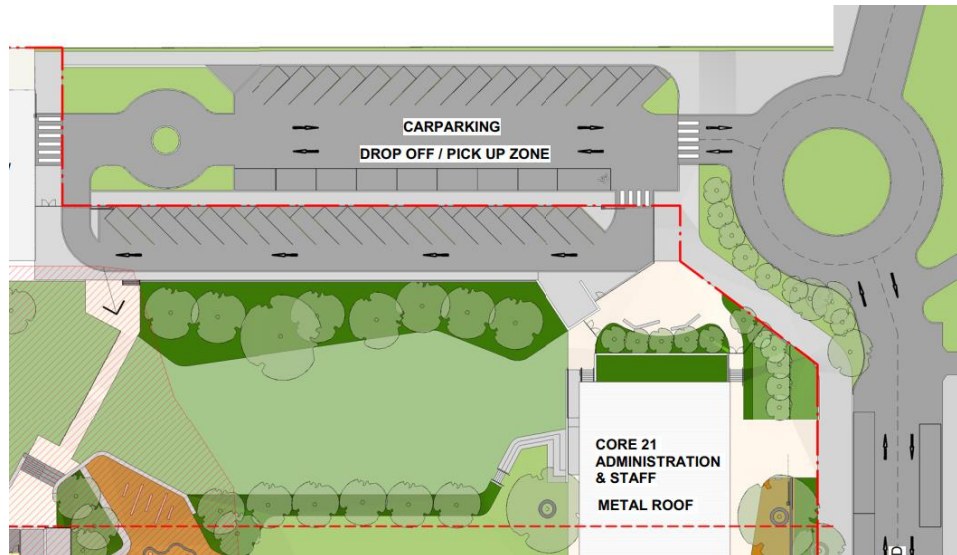 CARPARKING
DROP OFF / PICK UP ZONE
CORE 21
ADMINISTRATION
& STAFF
METAL ROOF